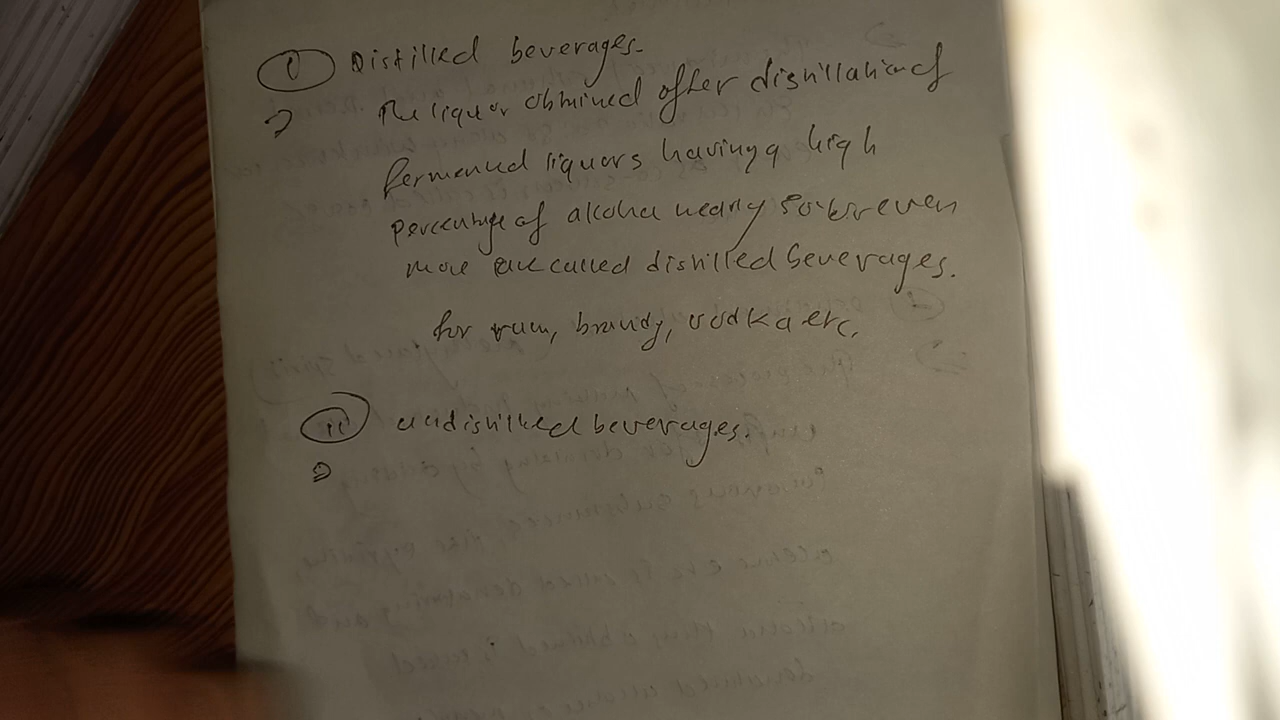 i Distilled beverages.
→ The liquor obtained after distillation of
fermented liquors having a high
percentage of alcohol nearly 50% or even
more are called distilled beverages.
for rum, brandy, vodka etc.
ii undistilled beverages.
→